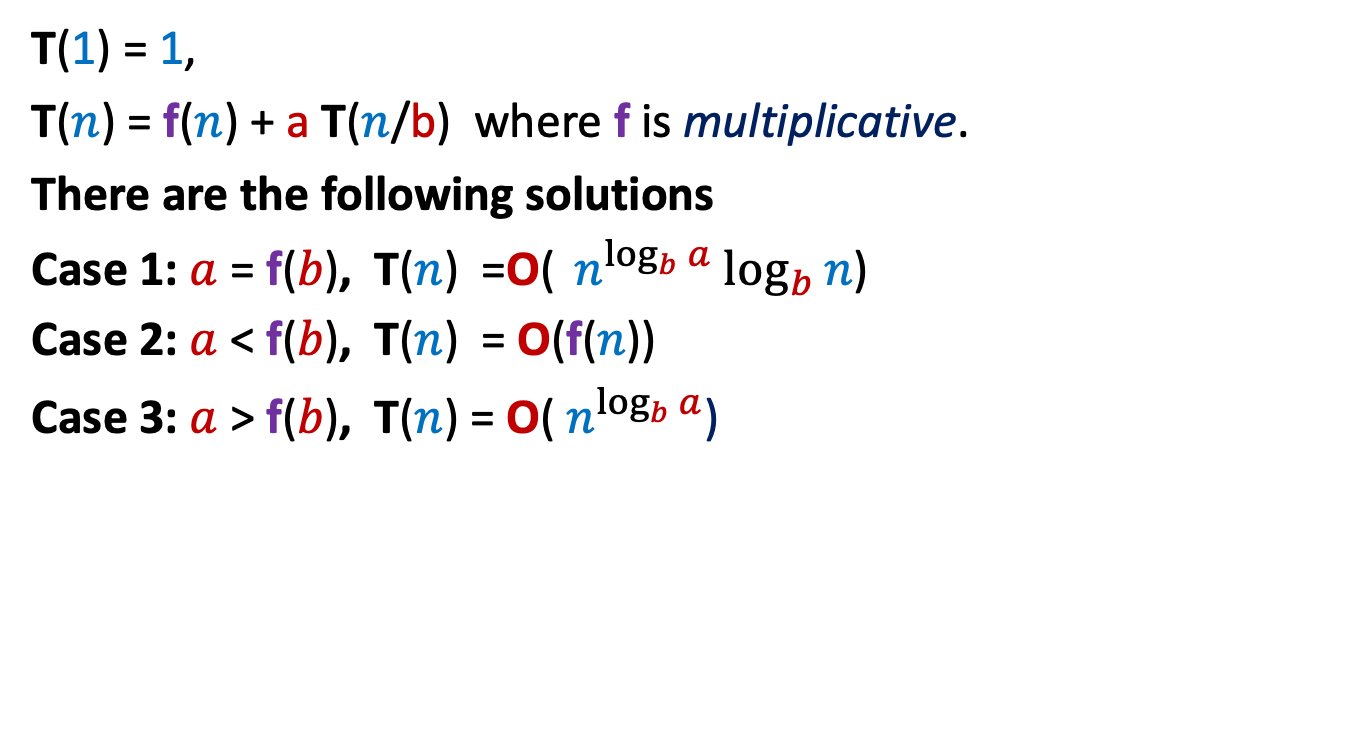 T(1) = 1,
T(n) = f(n) + a T(n/b) where f is multiplicative.
There are the following solutions
Case 1: a = f(b), T(n) =O( n^{log_b a} log_b n)
Case 2: a < f(b), T(n) = O(f(n))
Case 3: a > f(b), T(n) = O( n^{log_b a})